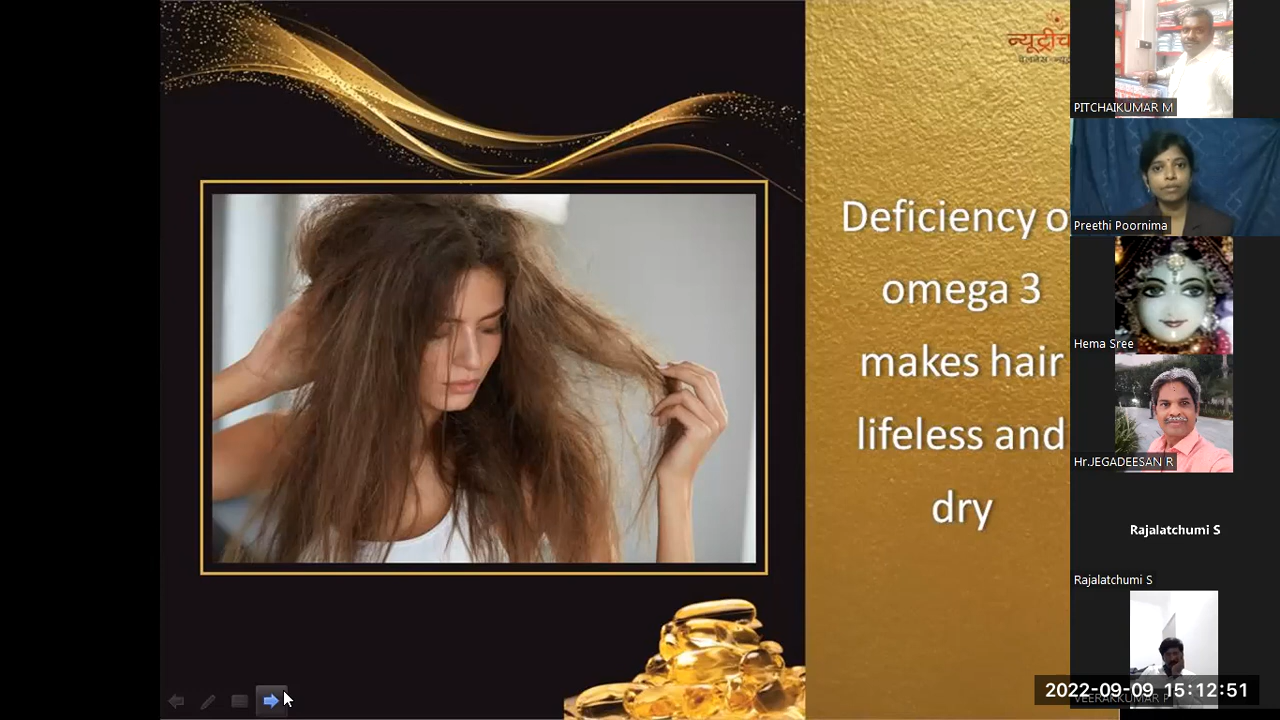 Deficiency o
omega 3
makes hair
lifeless and
dry
PITCHAIKUMAR M
Preethi Poornima
Hema Sree
Hr.JEGADEESAN R
Rajalatchumi S
Rajalatchumi S
2022-09-09 15:12:51